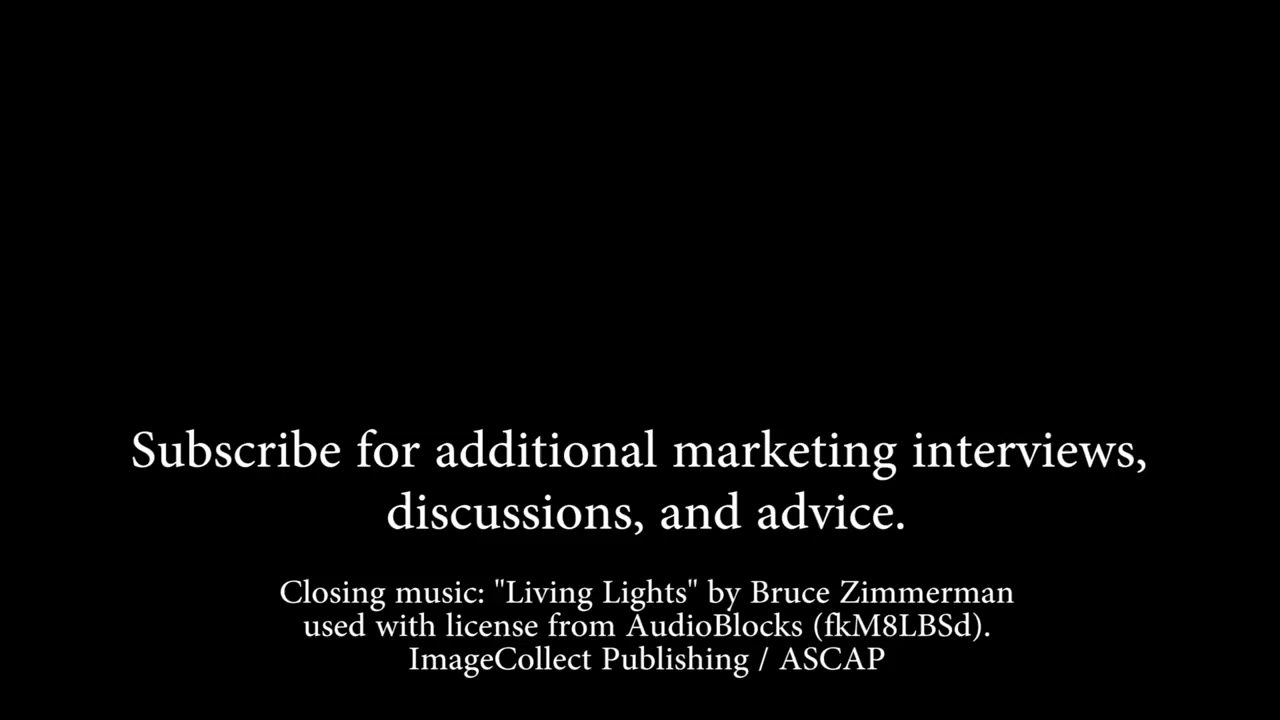 Subscribe for additional marketing interviews,
discussions, and advice.
Closing music: "Living Lights" by Bruce Zimmerman
used with license from AudioBlocks (fkM8LBSd).
ImageCollect Publishing / ASCAP